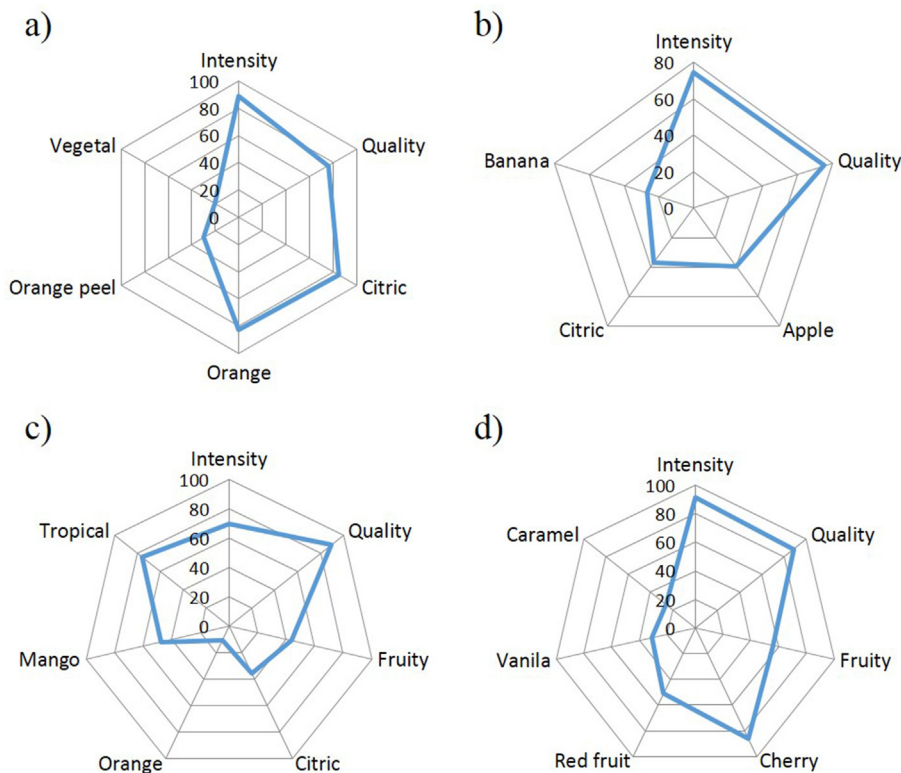 a)
Intensity
100
80
60
40
20
0
Quality
Citric
Orange
Orange peel
Vegetal
b)
Intensity
80
60
40
20
0
Quality
Apple
Citric
Banana
c)
Intensity
100
80
60
40
20
0
Quality
Fruity
Citric
Orange
Mango
Tropical
d)
Intensity
100
80
60
40
20
0
Quality
Fruity
Cherry
Red fruit
Vanila
Caramel